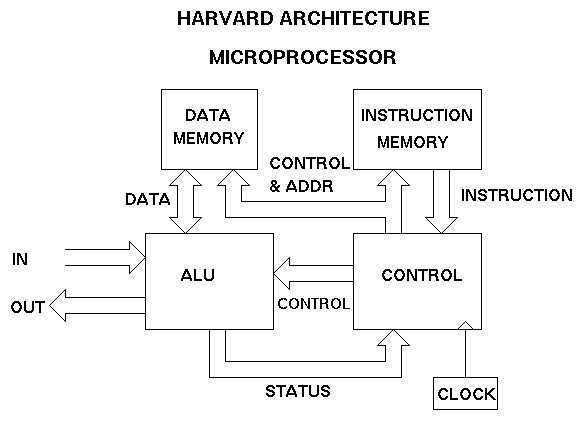 HARVARD ARCHITECTURE
MICROPROCESSOR
DATA
MEMORY
INSTRUCTION
MEMORY
CONTROL
& ADDR
DATA
INSTRUCTION
IN
ALU
CONTROL
OUT
CONTROL
STATUS
CLOCK